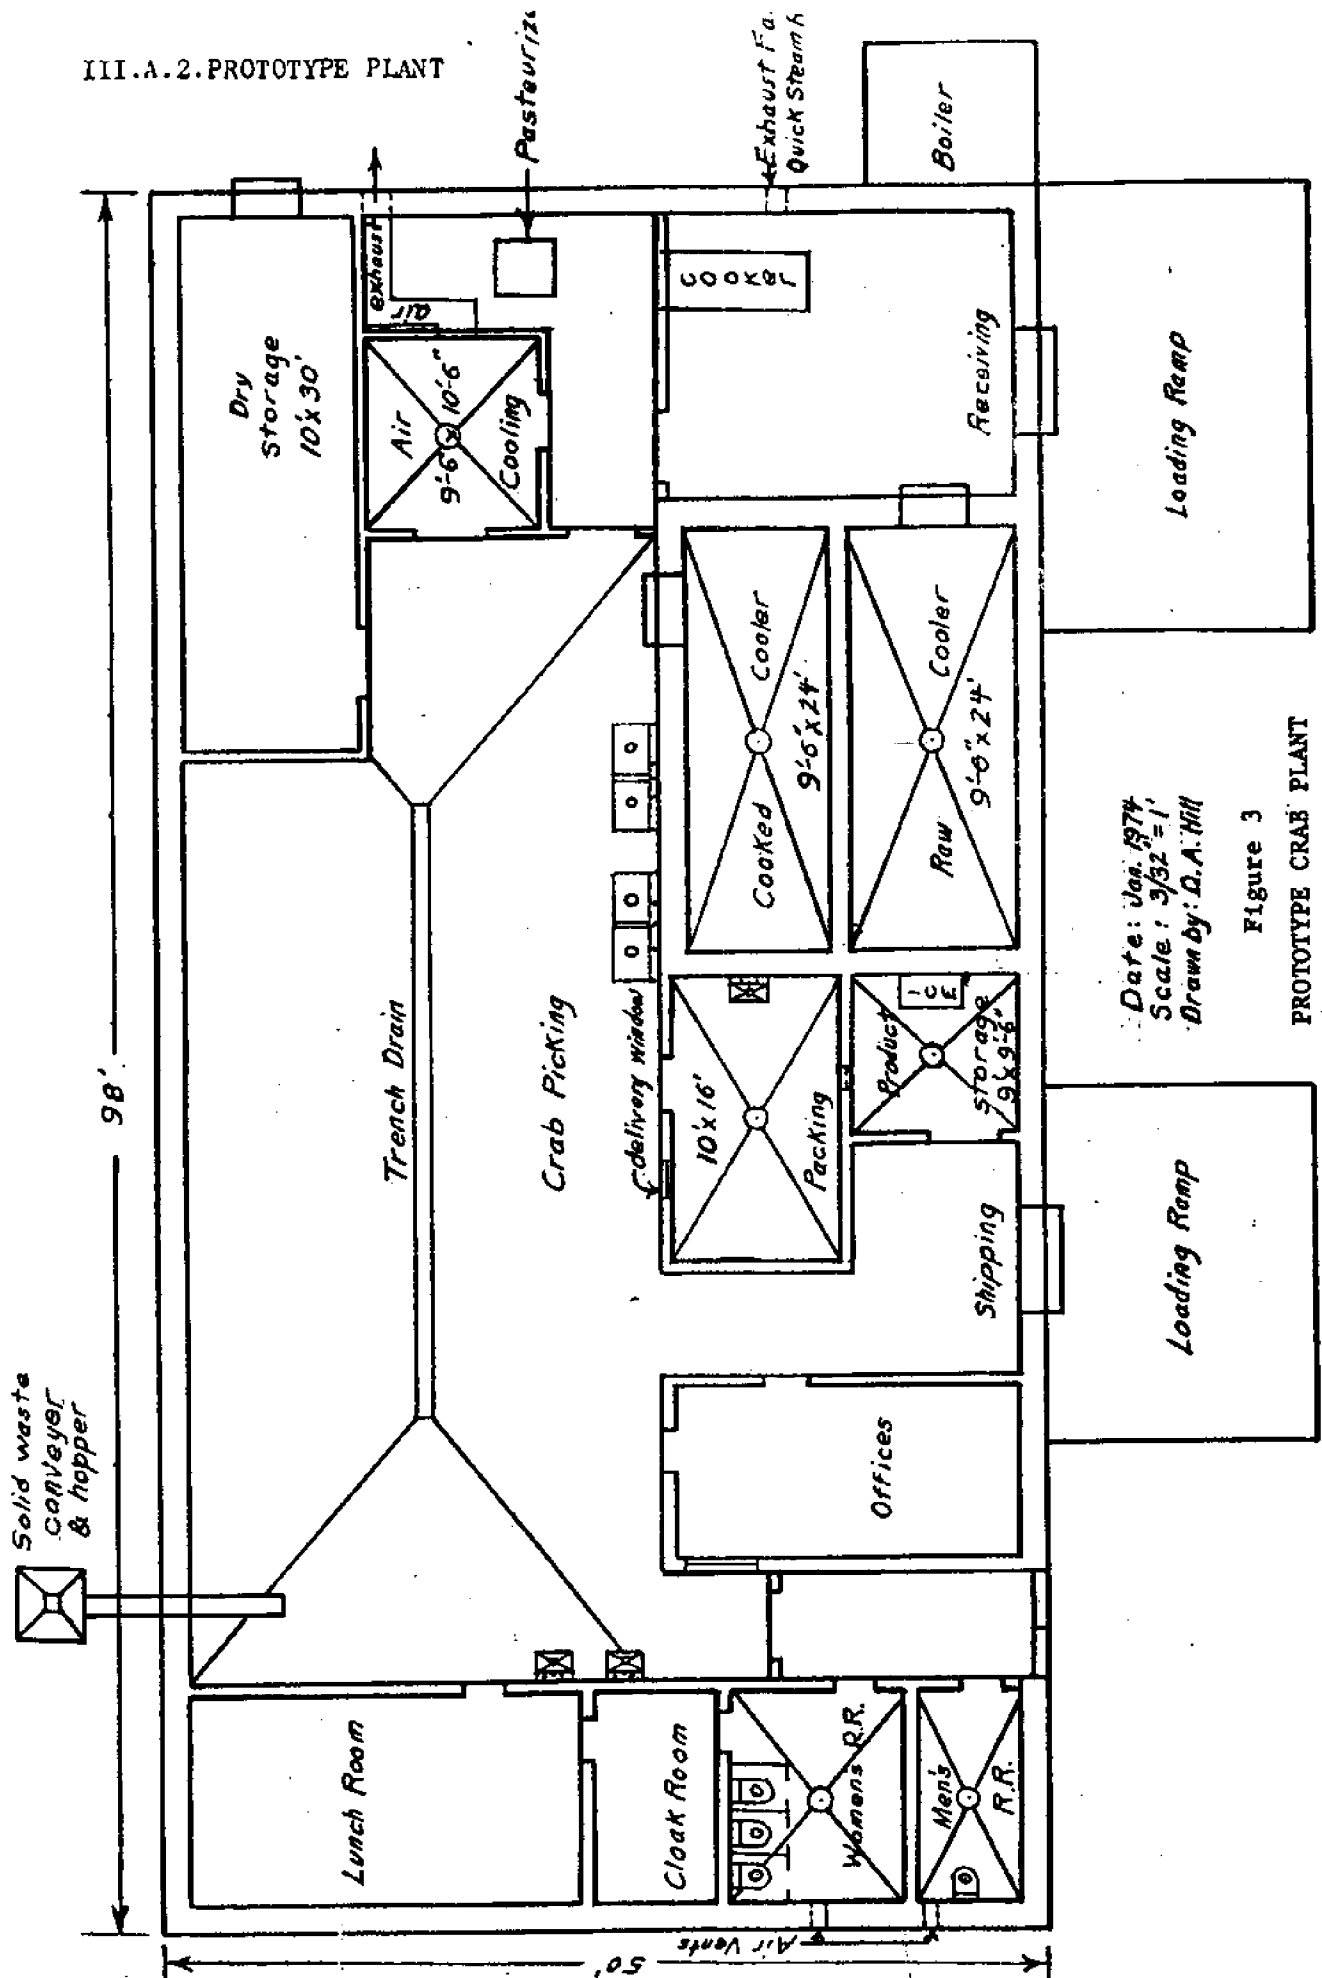 III.A.2.PROTOTYPE PLANT
Solid waste
conveyer
& hopper
98'
50'
Air Vents
Lunch Room
Cloak Room
Womens R.R.
Men's
R.R.
Trench Drain
Crab Picking
delivery window
10' x 16'
Packing
Product
Storage
9'x 9'-6"
ICE
Shipping
Offices
Loading Ramp
Dry
Storage
10' x 30'
exhaust
air
Air
9'-6" 10'-6"
Cooling
Cooker
Receiving
Boiler
Cooked Cooler
9'-6" x 24'
Raw Cooler
9'-6" x 24'
Loading Ramp
Date: Jan. 1974
Scale: 3/32" = 1'
Drawn by: Q. A. Hill
Figure 3
PROTOTYPE CRAB PLANT
Pasteurize
Exhaust Fa
Quick Steam